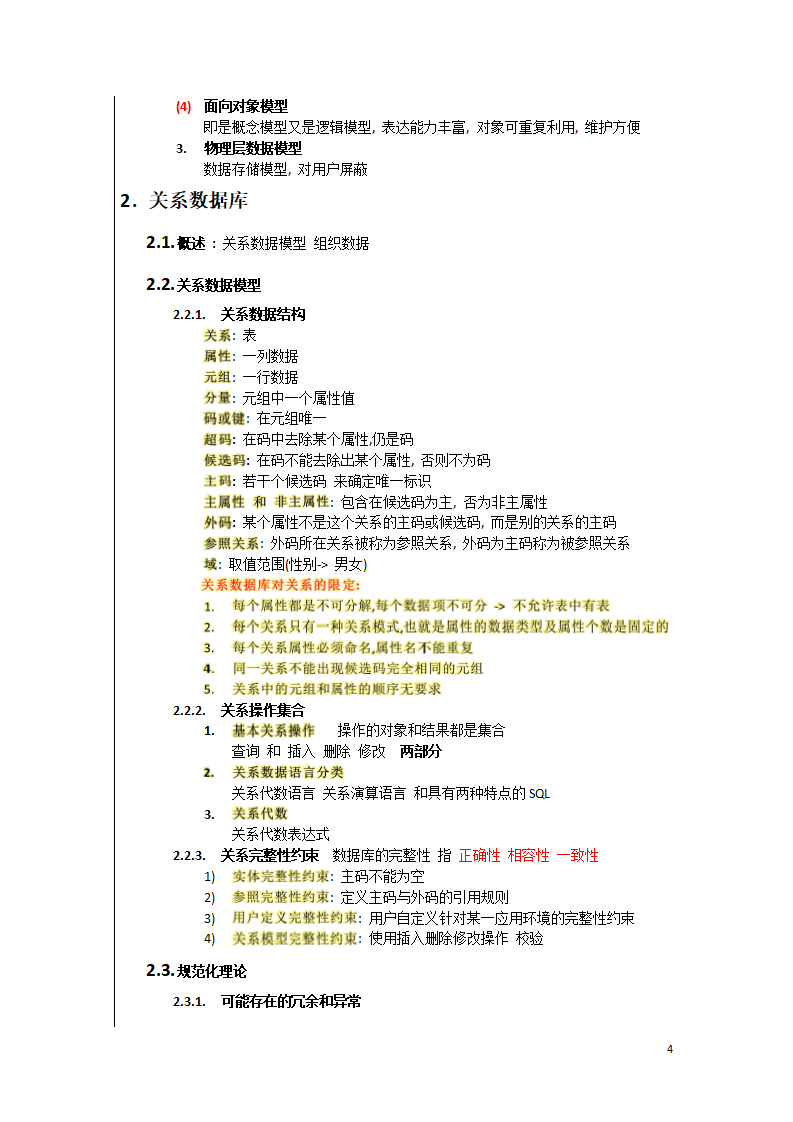 (4) 面向对象模型
即是概念模型又是逻辑模型, 表达能力丰富, 对象可重复利用, 维护方便
3. 物理层数据模型
数据存储模型, 对用户屏蔽
2. 关系数据库
2.1. 概述 : 关系数据模型 组织数据
2.2. 关系数据模型
2.2.1. 关系数据结构
关系: 表
属性: 一列数据
元组: 一行数据
分量: 元组中一个属性值
码或键: 在元组唯一
超码: 在码中去除某个属性,仍是码
候选码: 在码不能去除出某个属性, 否则不为码
主码: 若干个候选码 来确定唯一标识
主属性 和 非主属性: 包含在候选码为主, 否为非主属性
外码: 某个属性不是这个关系的主码或候选码, 而是别的关系的主码
参照关系: 外码所在关系被称为参照关系, 外码为主码称为被参照关系
域: 取值范围(性别-> 男女)
关系数据库对关系的限定:
1. 每个属性都是不可分解,每个数据项不可分 -> 不允许表中有表
2. 每个关系只有一种关系模式,也就是属性的数据类型及属性个数是固定的
3. 每个关系属性必须命名,属性名不能重复
4. 同一关系不能出现候选码完全相同的元组
5. 关系中的元组和属性的顺序无要求
2.2.2. 关系操作集合
1. 基本关系操作 操作的对象和结果都是集合
查询 和 插入 删除 修改 两部分
2. 关系数据语言分类
关系代数语言 关系演算语言 和具有两种特点的 SQL
3. 关系代数
关系代数表达式
2.2.3. 关系完整性约束 数据库的完整性 指 正确性 相容性 一致性
1) 实体完整性约束: 主码不能为空
2) 参照完整性约束: 定义主码与外码的引用规则
3) 用户定义完整性约束: 用户自定义针对某一应用环境的完整性约束
4) 关系模型完整性约束: 使用插入删除修改操作 校验
2.3. 规范化理论
2.3.1. 可能存在的冗余和异常
4